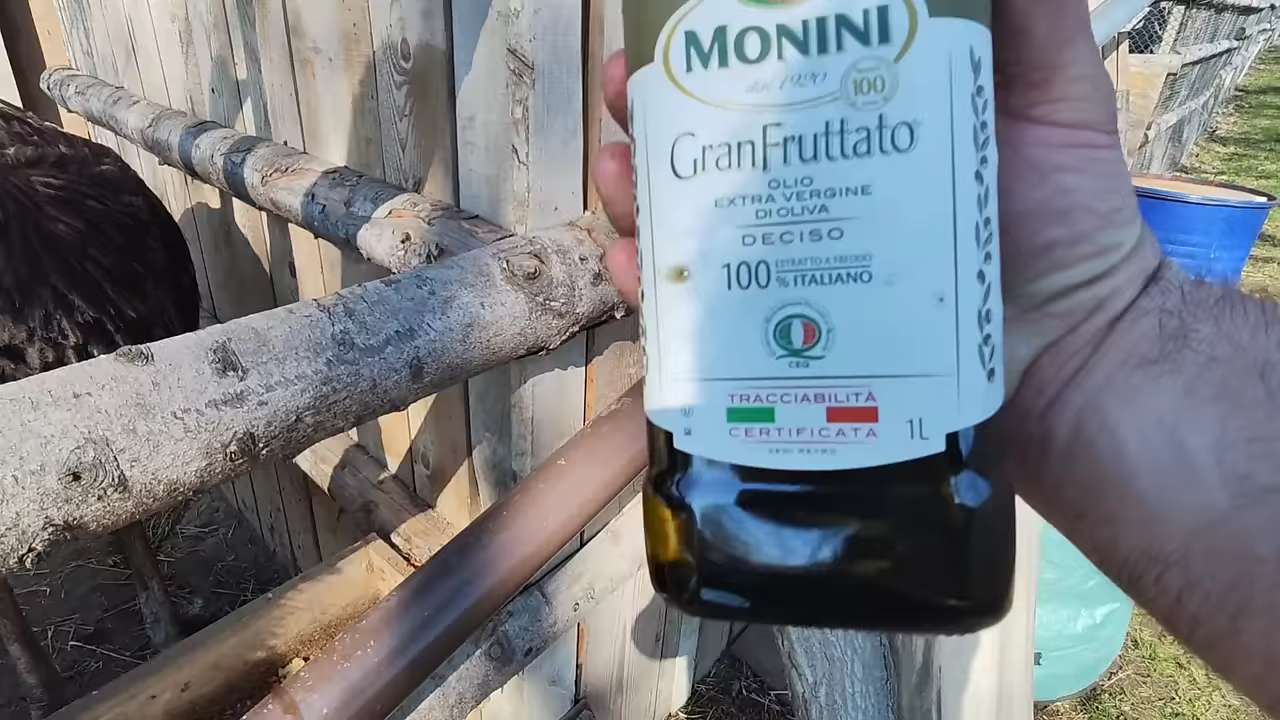 MONINI
dal 1920
100
GranFruttato
OLIO
EXTRA VERGINE
DI OLIVA
DECISO
100% ESTRATTO A FREDDO
ITALIANO
CEQ
TRACCIABILITÀ
CERTIFICATA
1L